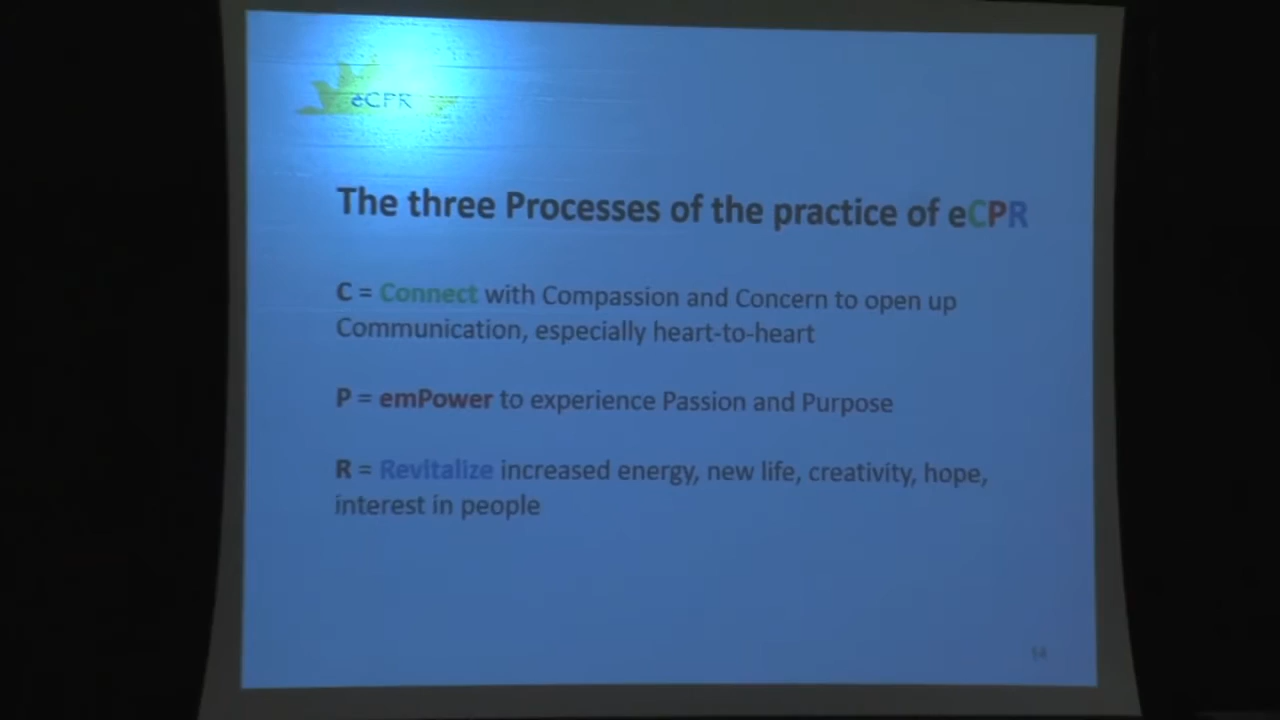 eCPR
The three Processes of the practice of eCPR
C = Connect with Compassion and Concern to open up
Communication, especially heart-to-heart
P = emPower to experience Passion and Purpose
R = Revitalize increased energy, new life, creativity, hope,
interest in people
14